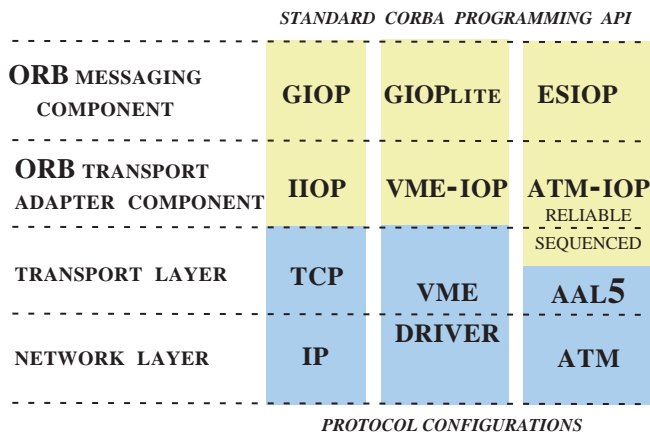 STANDARD CORBA PROGRAMMING API
ORB MESSAGING COMPONENT
GIOP GIOPLITE ESIOP
ORB TRANSPORT ADAPTER COMPONENT
IIOP VME-IOP ATM-IOP
RELIABLE
SEQUENCED
TRANSPORT LAYER TCP VME AAL5
DRIVER
NETWORK LAYER IP ATM
PROTOCOL CONFIGURATIONS